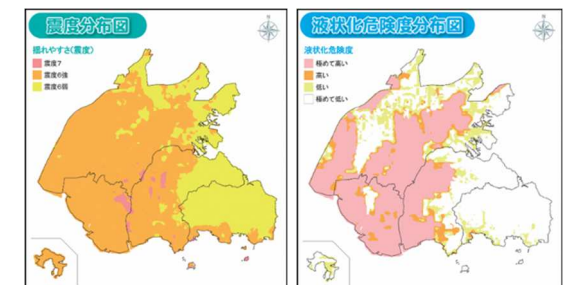 震度分布図
揺れやすさ(震度)
震度7
震度6強
震度6弱
液状化危険度分布図
液状化危険度
極めて高い
高い
低い
極めて低い